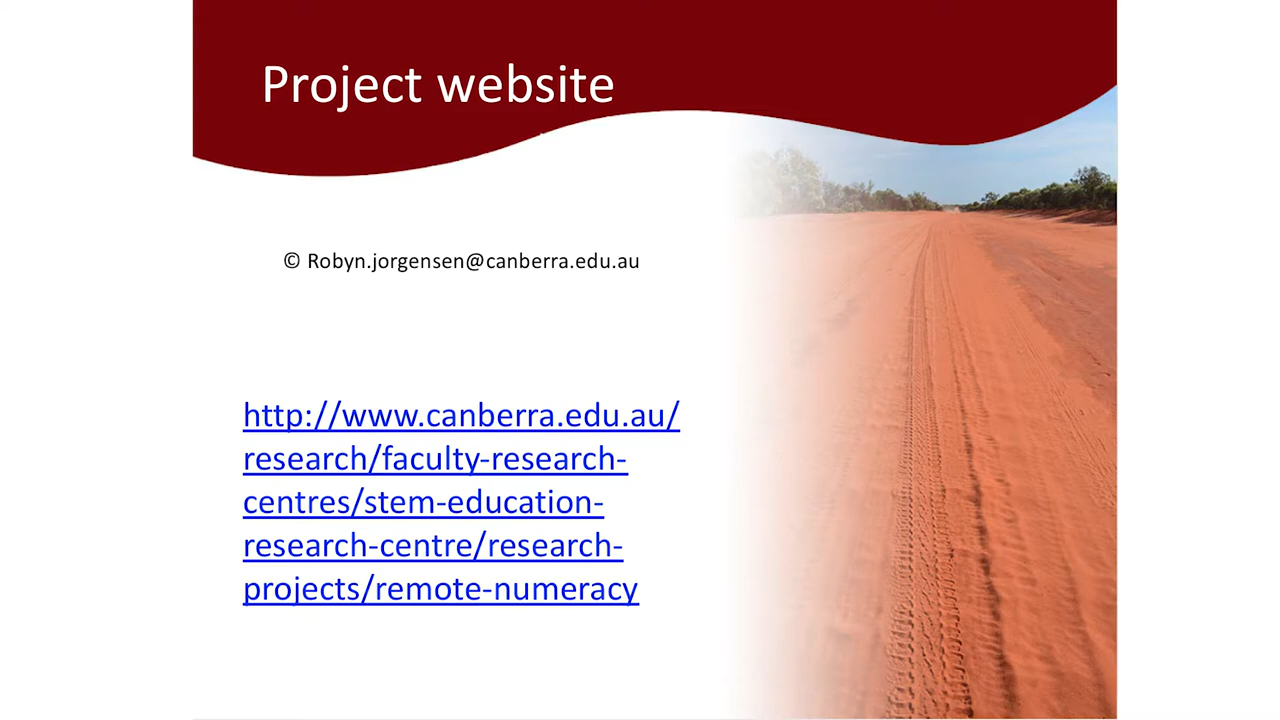 Project website
© Robyn.jorgensen@canberra.edu.au
http://www.canberra.edu.au/
research/faculty-research-
centres/stem-education-
research-centre/research-
projects/remote-numeracy